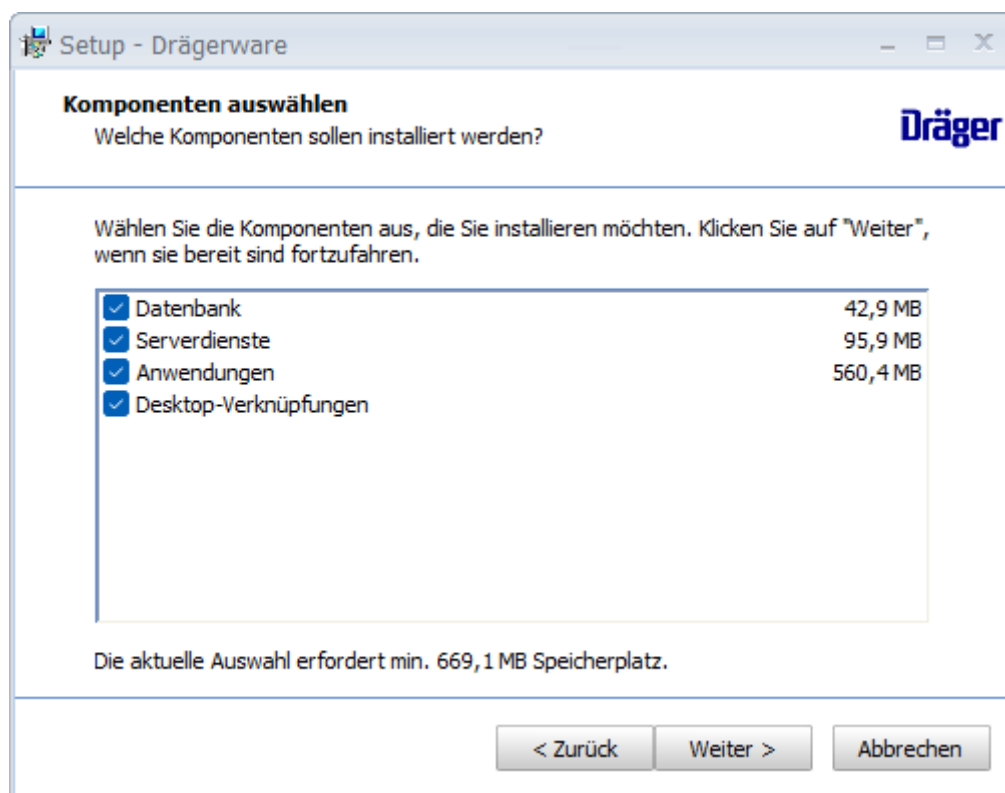 Setup - Drägerware
Komponenten auswählen
Welche Komponenten sollen installiert werden?
Dräger
Wählen Sie die Komponenten aus, die Sie installieren möchten. Klicken Sie auf "Weiter",
wenn sie bereit sind fortzufahren.
Datenbank 42,9 MB
Serverdienste 95,9 MB
Anwendungen 560,4 MB
Desktop-Verknüpfungen
Die aktuelle Auswahl erfordert min. 669,1 MB Speicherplatz.
< Zurück Weiter > Abbrechen